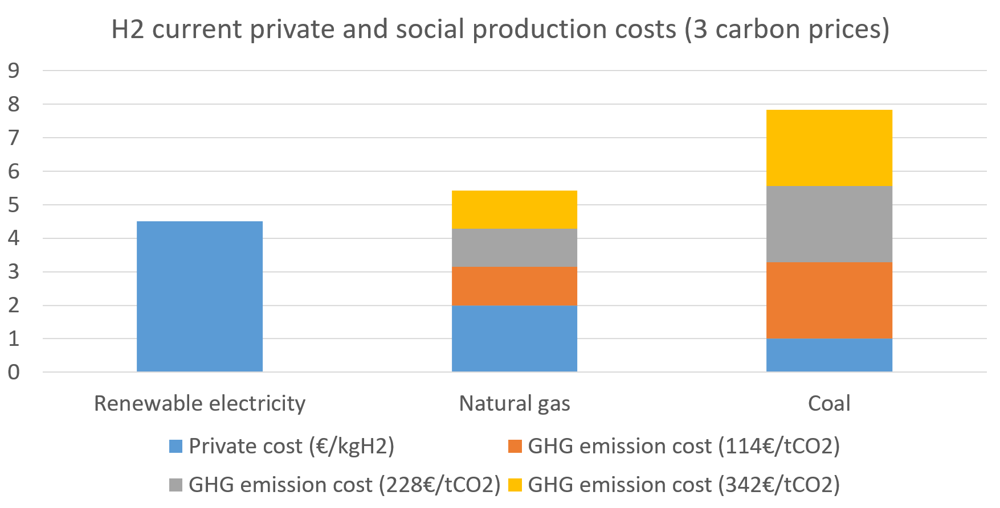 H2 current private and social production costs (3 carbon prices)
9
8
7
6
5
4
3
2
1
0
Renewable electricity Natural gas Coal
Private cost (€/kgH2) GHG emission cost (114€/tCO2)
GHG emission cost (228€/tCO2) GHG emission cost (342€/tCO2)